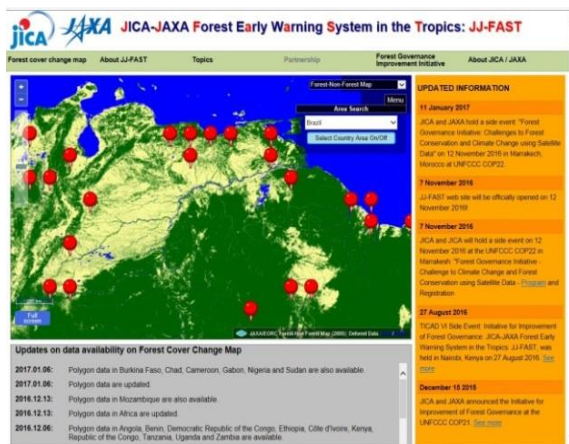 jica JAXA JICA-JAXA Forest Early Warning System in the Tropics: JJ-FAST
Forest cover change map About JJ-FAST Topics Partnership Forest Governance
Improvement Initiative About JICA / JAXA
Forest-Non-Forest Map
Menu
Area Search
Brazil
Select Country Area On/Off
Full
screen
UPDATED INFORMATION
11 January 2017
JICA and JAXA hold a side event: "Forest
Governance Initiative: Challenges to Forest
Conservation and Climate Change using Satellite
Data" on 12 November 2016 in Marrakech,
Morocco at UNFCCC COP22.
7 November 2016
JJ-FAST web site will be officially opened on 12
November 2016!
7 November 2016
JICA and JICA will hold a side event on 12
November 2016 at the UNFCCC COP22 in
Marrakesh: "Forest Governance Initiative -
Challenge to Climate Change and Forest
Conservation using Satellite Data - Program and
Registration
27 August 2016
TICAD VI Side Event: Initiative for Improvement
of Forest Governance: JICA-JAXA Forest Early
Warning System in the Tropics: JJ-FAST, was
held in Nairobi, Kenya on 27 August 2016. See
more
December 18 2015
JICA and JAXA announced the Initiative for
Improvement of Forest Governance at the
UNFCCC COP21. See more
Updates on data availability on Forest Cover Change Map
2017.01.06: Polygon data in Burkina Faso, Chad, Cameroon, Gabon, Nigeria and Sudan are also available.
2017.01.06: Polygon data are updated.
2016.12.13: Polygon data in Mozambique are also available.
2016.12.13: Polygon data in Africa are updated.
2016.12.06: Polygon data in Angola, Benin, Democratic Republic of the Congo, Ethiopia, Côte d'Ivoire, Kenya,
Republic of the Congo, Tanzania, Uganda and Zambia are available.